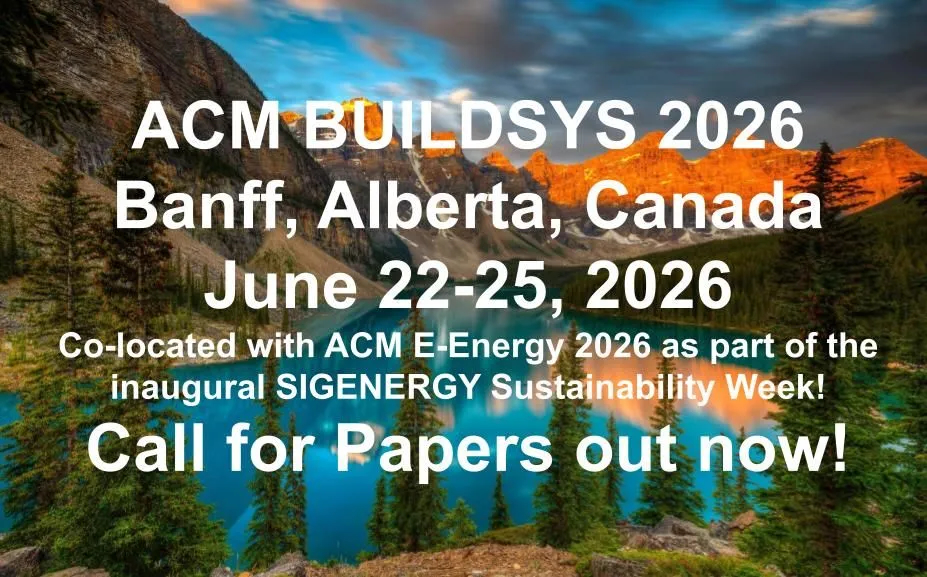 ACM BUILDSYS 2026
Banff, Alberta, Canada
June 22-25, 2026
Co-located with ACM E-Energy 2026 as part of the
inaugural SIGENERGY Sustainability Week!
Call for Papers out now!